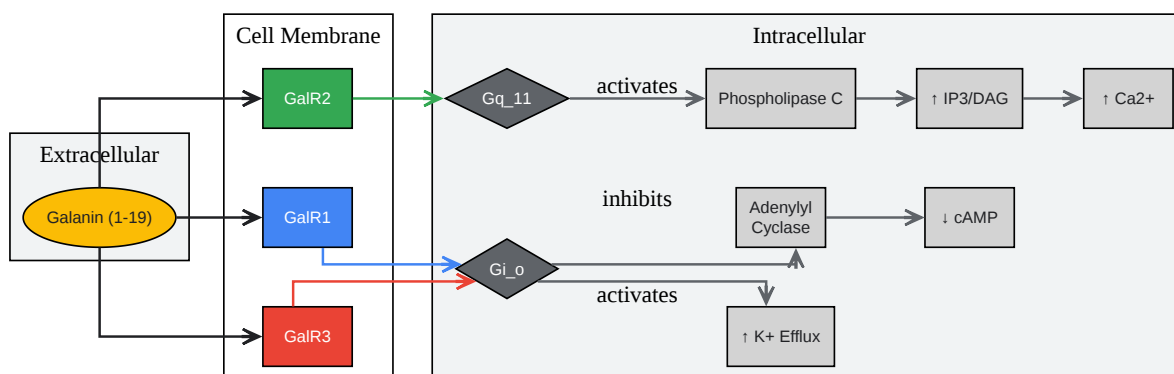 Cell Membrane
Intracellular
GalR2
Gq_11
activates
Phospholipase C
↑ IP3/DAG
↑ Ca2+
Extracellular
Galanin (1-19)
GalR1
inhibits
Adenylyl
Cyclase
↓ cAMP
Gi_o
activates
GalR3
↑ K+ Efflux